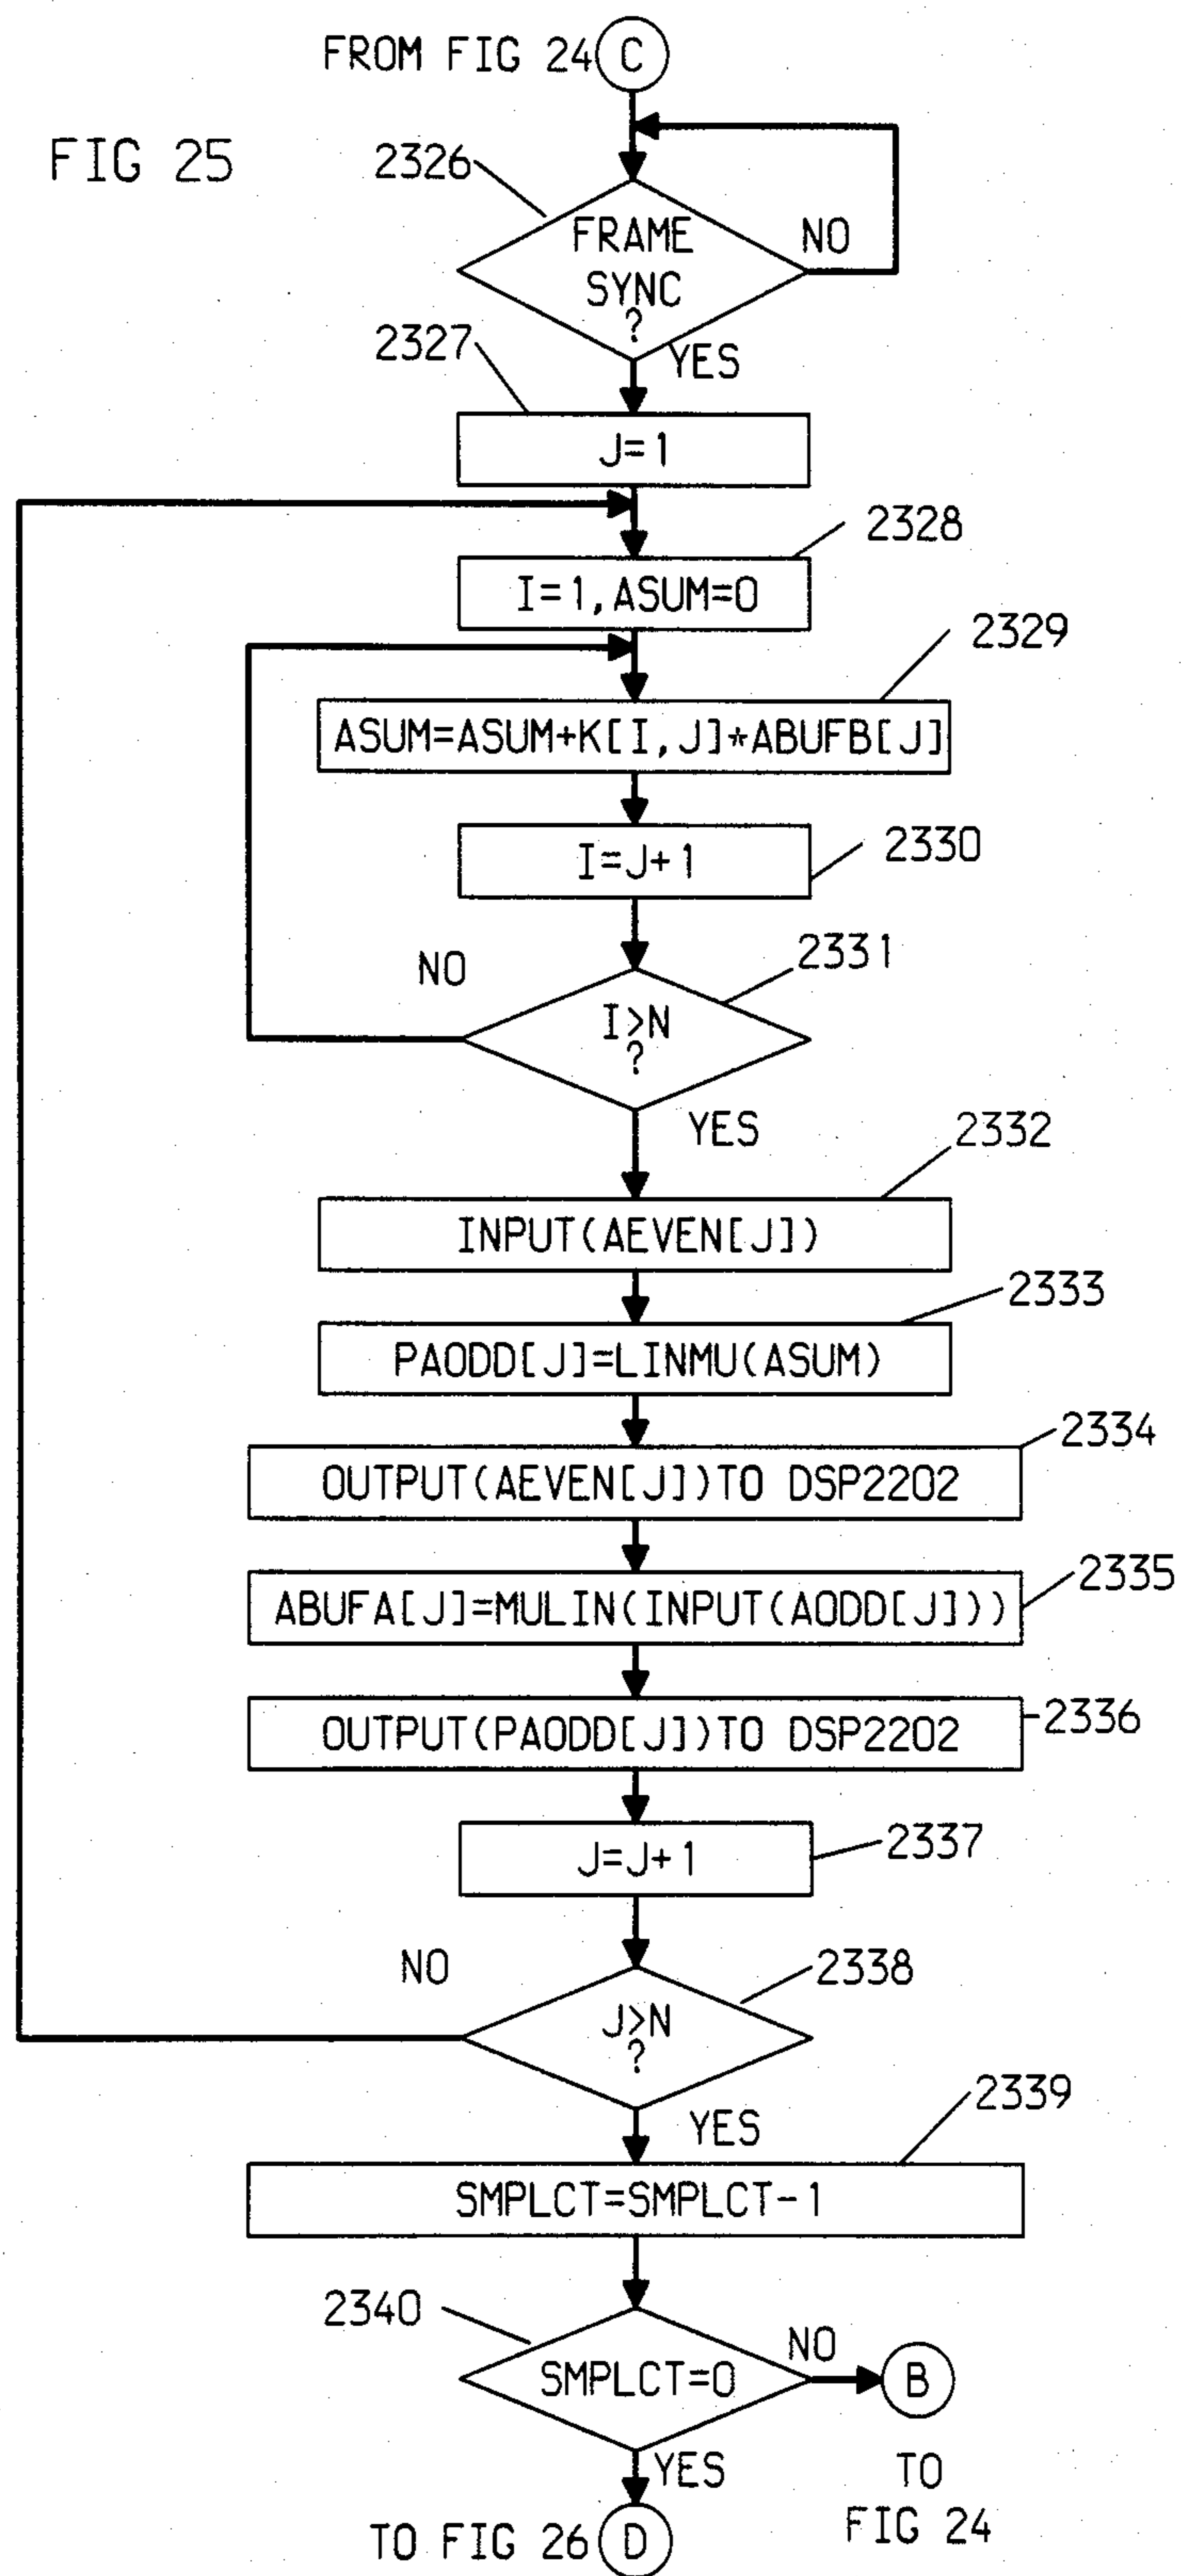 FROM FIG 24 C
FIG 25
2326
FRAME
SYNC
?
NO
YES
2327
J=1
2328
I=1,ASUM=0
2329
ASUM=ASUM+K[I,J]*ABUFB[J]
I=J+1
2330
2331
NO
I>N
?
YES
2332
INPUT(AEVEN[J])
2333
PAODD[J]=LINMU(ASUM)
2334
OUTPUT(AEVEN[J])TO DSP2202
2335
ABUFA[J]=MULIN(INPUT(AODD[J]))
2336
OUTPUT(PAODD[J])TO DSP2202
2337
J=J+1
NO
2338
J>N
?
YES
2339
SMPLCT=SMPLCT-1
2340
SMPLCT=0
NO
B
YES
TO
FIG 24
TO FIG 26 D